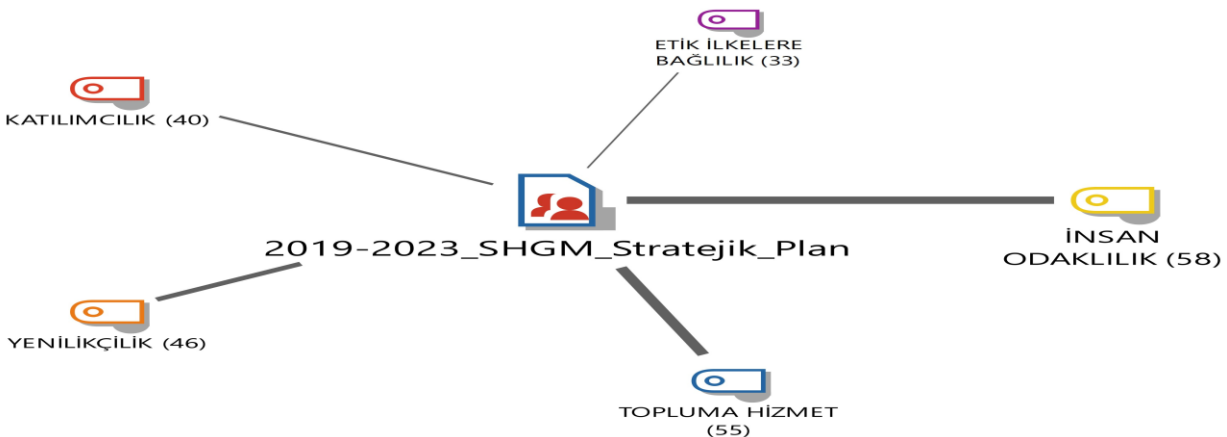 ETİK İLKELERE
BAĞLILIK (33)
KATILIMCILIK (40)
2019-2023_SHGM_Stratejik_Plan
İNSAN
ODAKLILIK (58)
YENİLİKÇİLİK (46)
TOPLUMA HİZMET
(55)